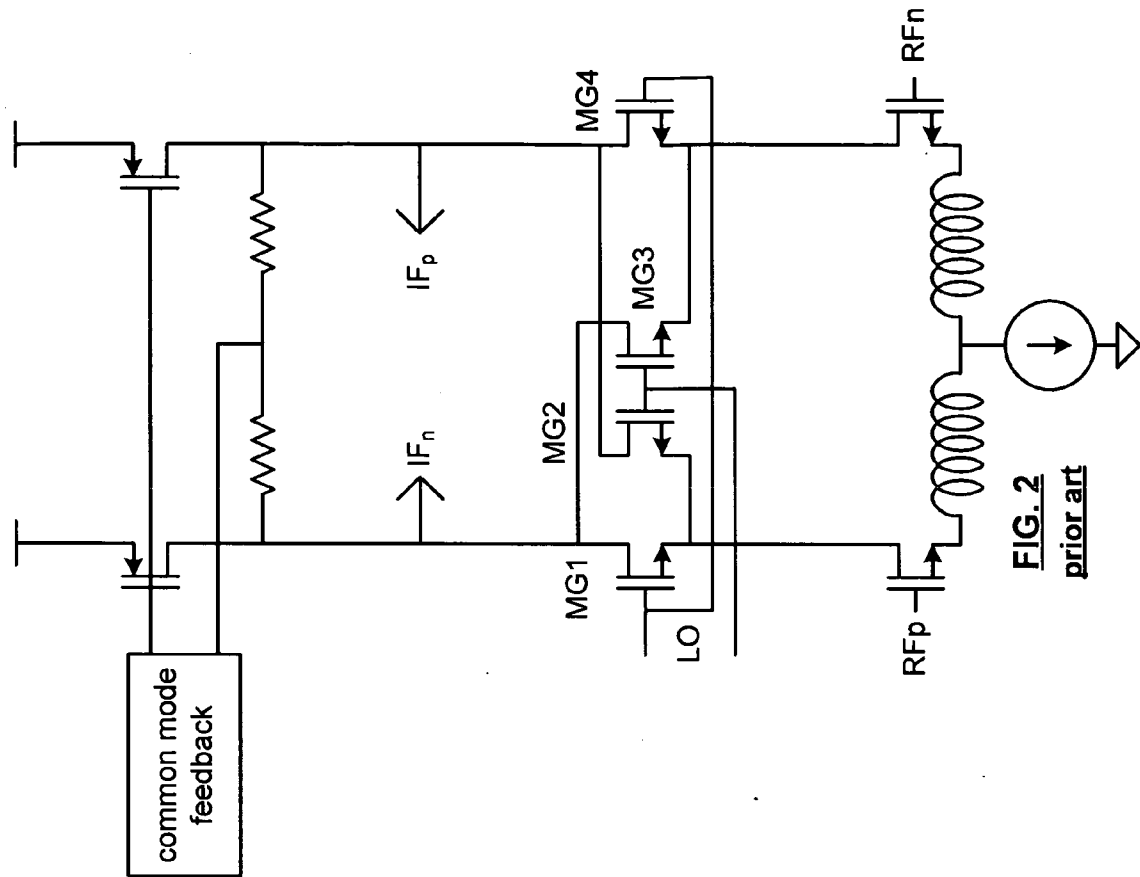 common mode
feedback
IFn
IFp
MG1
MG2
MG3
MG4
LO
RFp
RFn
FIG. 2
prior art